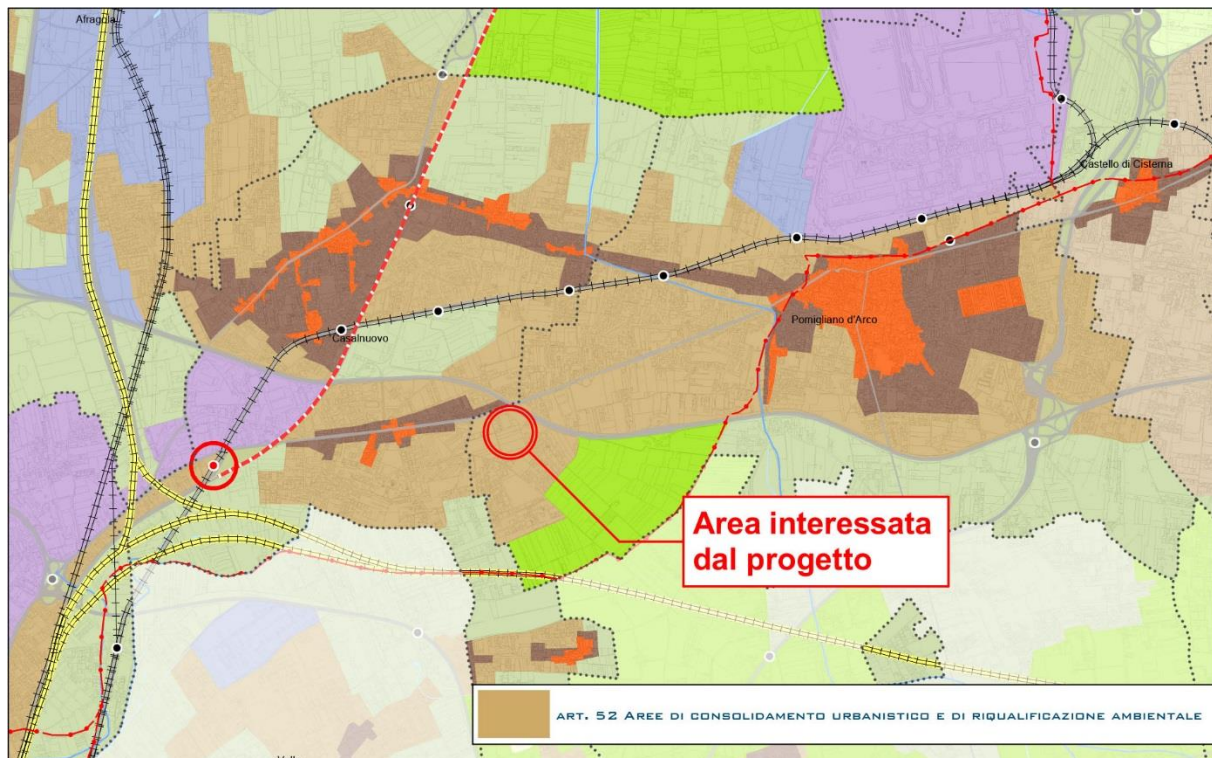 Afragola
Castello di Cisterna
Pomigliano d'Arco
Casalnuovo
Area interessata
dal progetto
ART. 52 AREE DI CONSOLIDAMENTO URBANISTICO E DI RIQUALIFICAZIONE AMBIENTALE